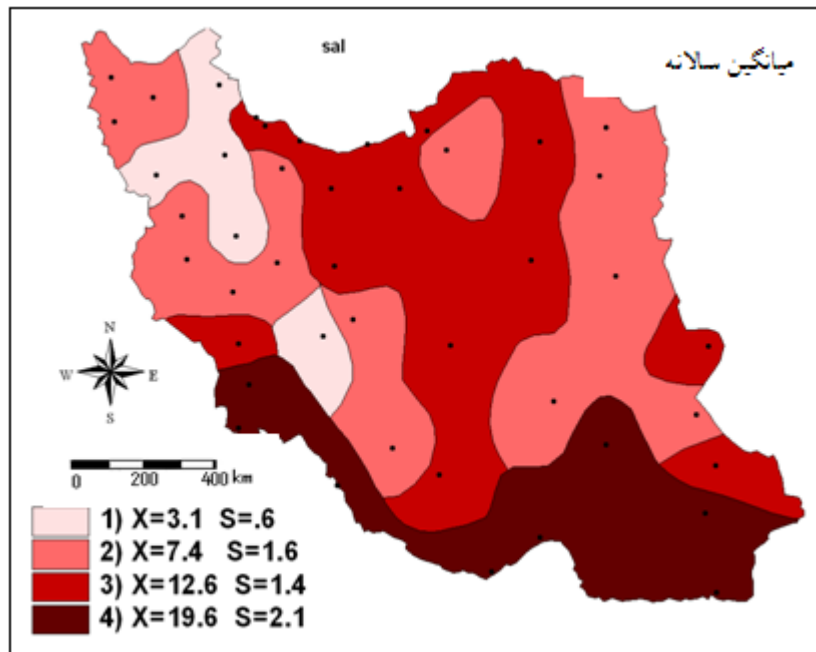 sal
میانگین سالانه
N
W E
S
0 200 400 km
1) X=3.1 S=.6
2) X=7.4 S=1.6
3) X=12.6 S=1.4
4) X=19.6 S=2.1